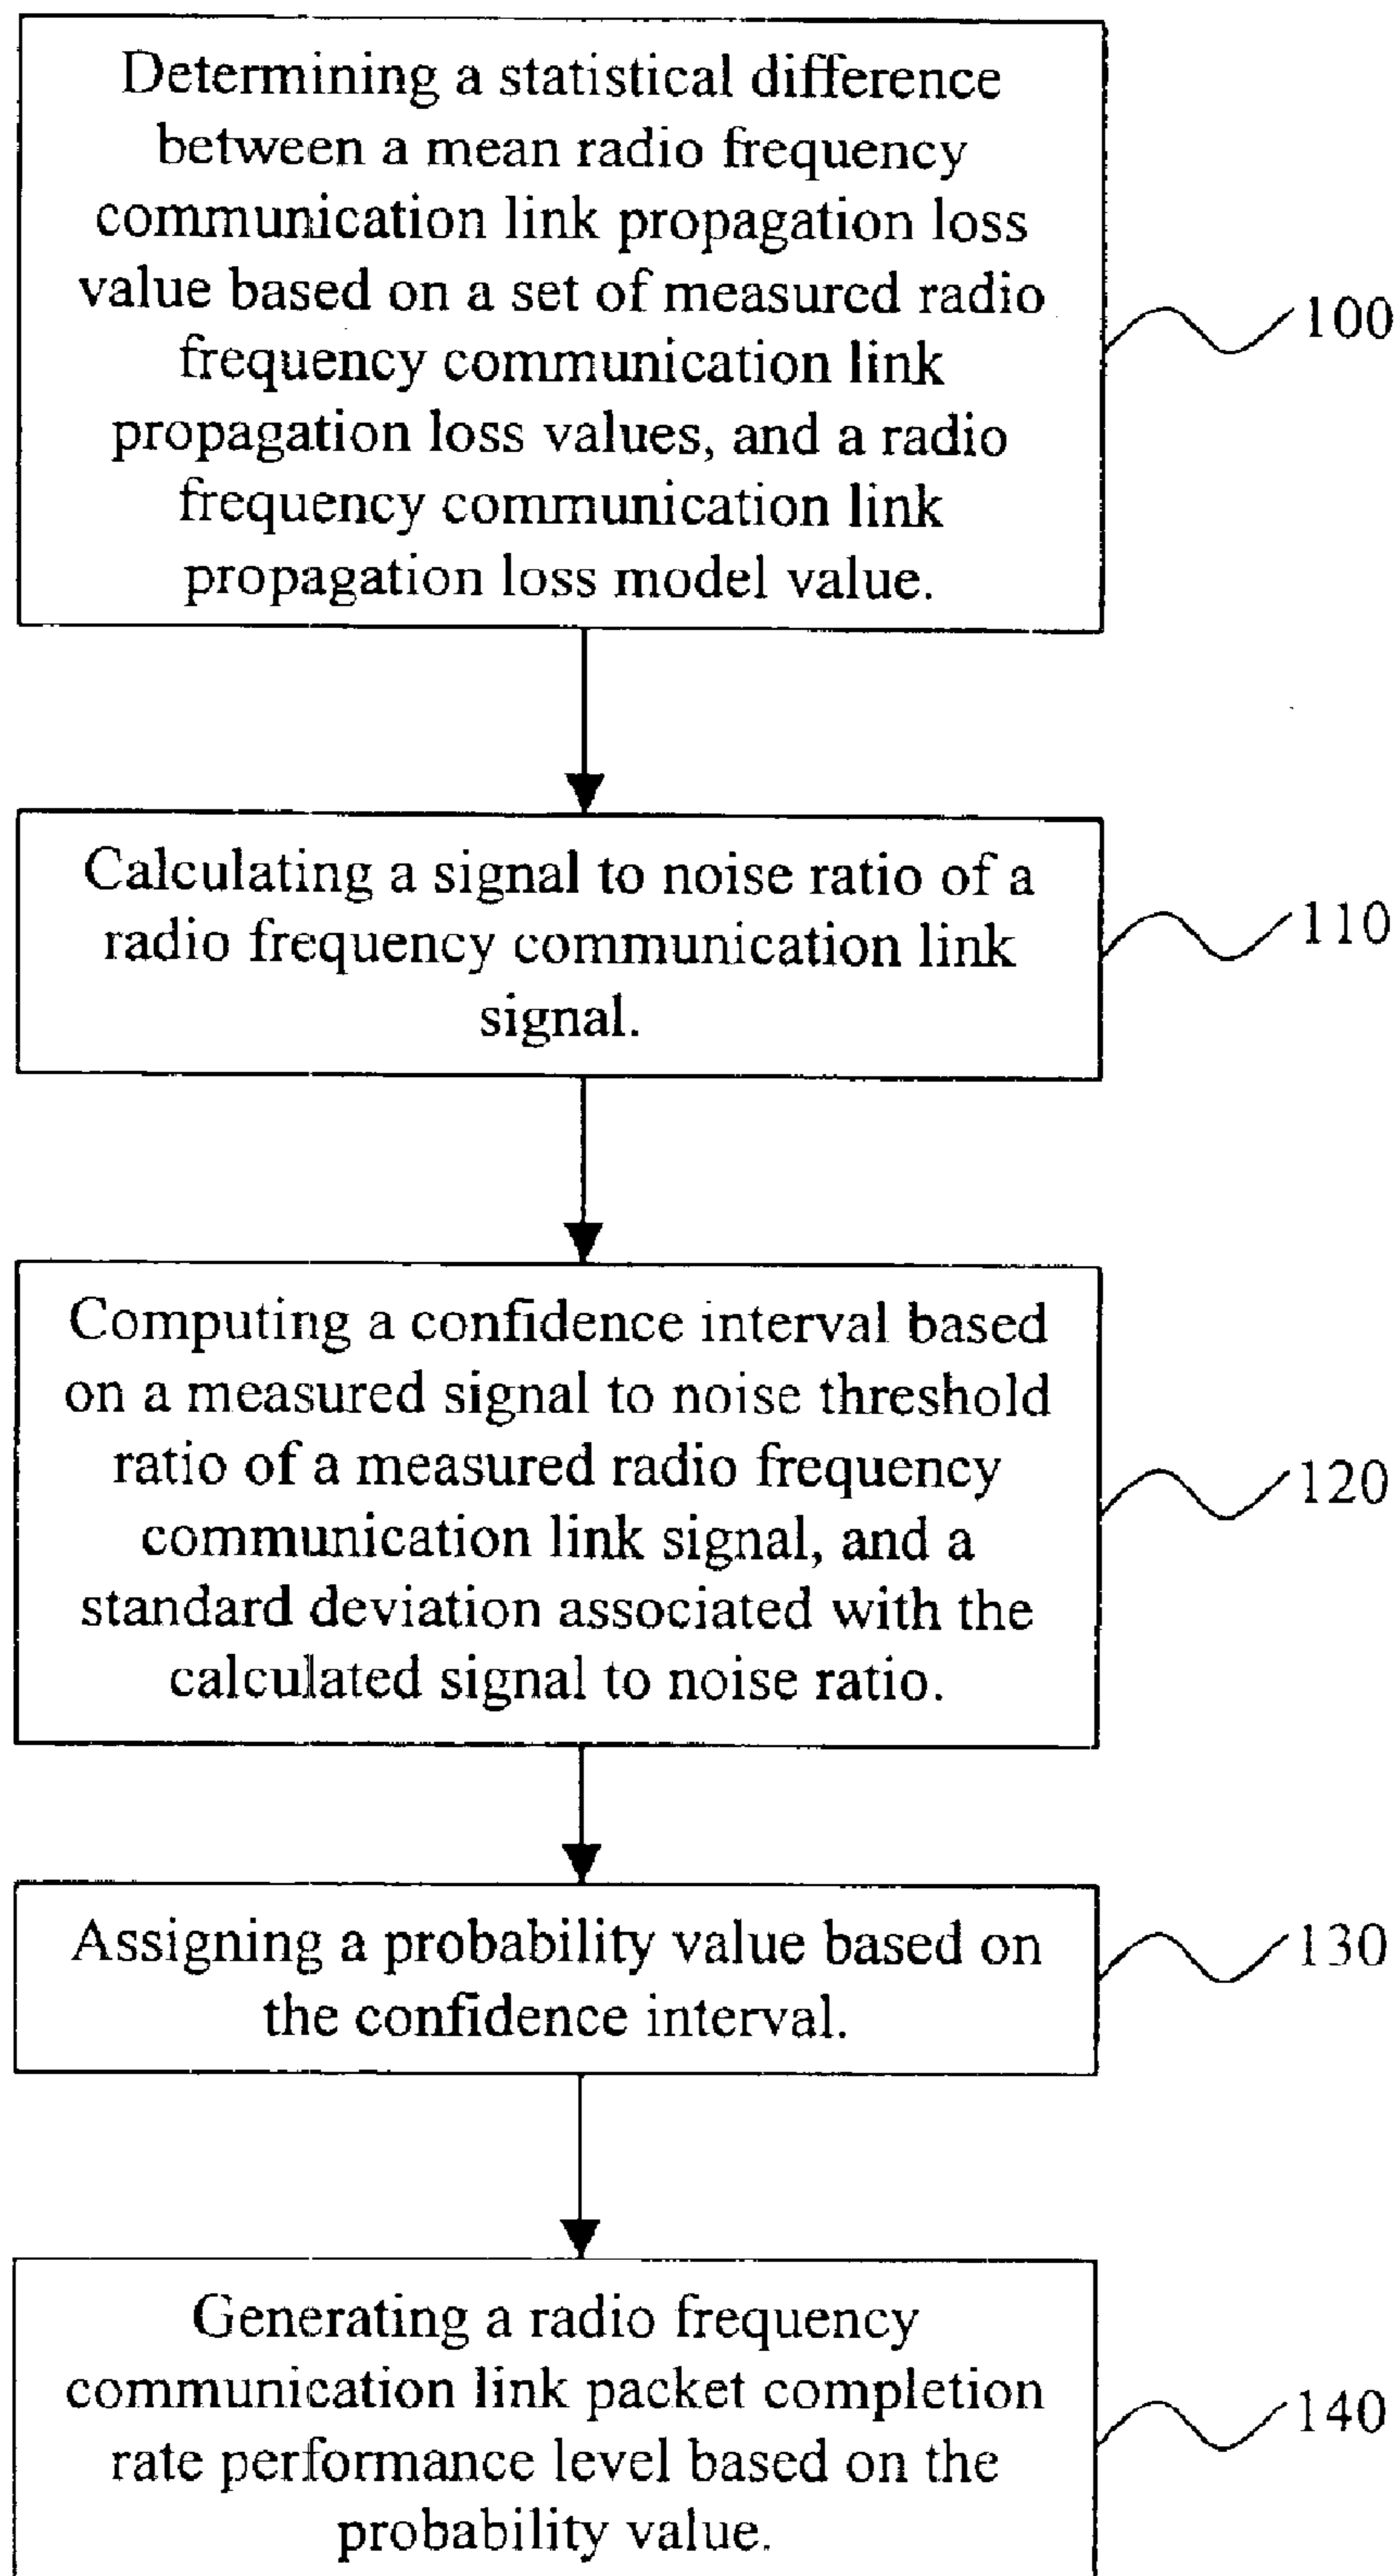 Determining a statistical difference
between a mean radio frequency
communication link propagation loss
value based on a set of measured radio
frequency communication link
propagation loss values, and a radio
frequency communication link
propagation loss model value.
100
Calculating a signal to noise ratio of a
radio frequency communication link
signal.
110
Computing a confidence interval based
on a measured signal to noise threshold
ratio of a measured radio frequency
communication link signal, and a
standard deviation associated with the
calculated signal to noise ratio.
120
Assigning a probability value based on
the confidence interval.
130
Generating a radio frequency
communication link packet completion
rate performance level based on the
probability value.
140